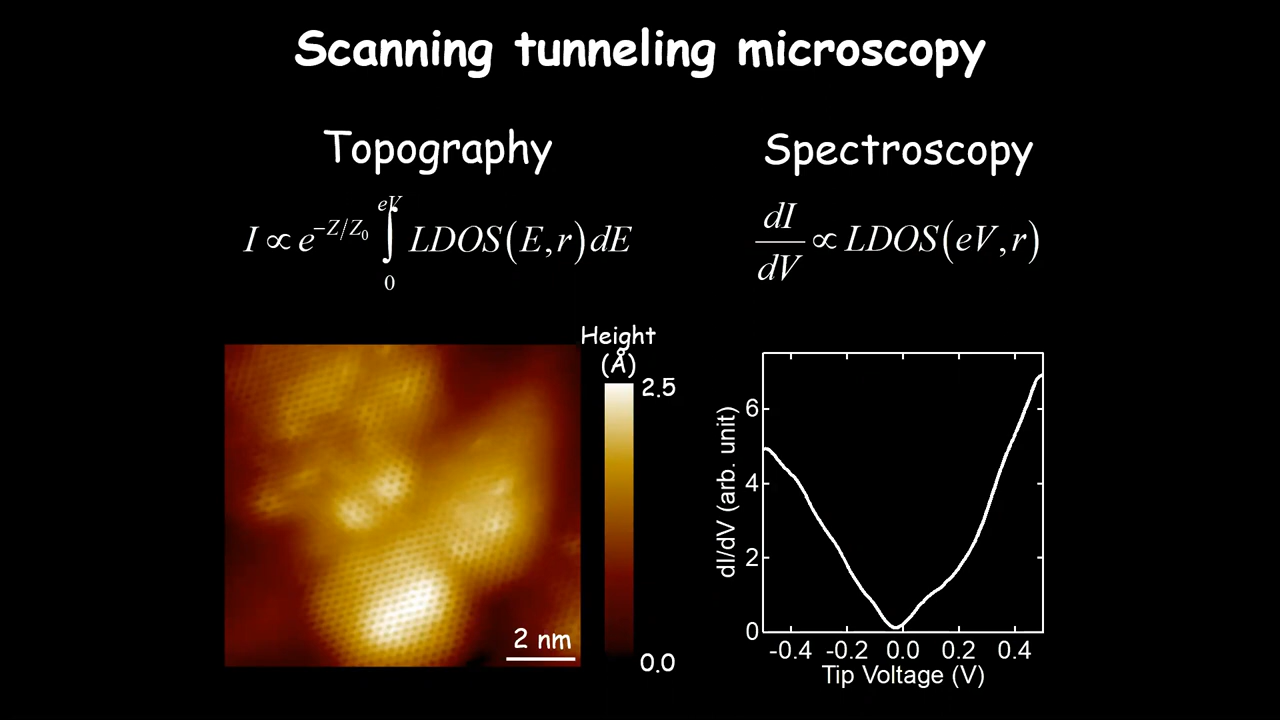 Scanning tunneling microscopy
Topography
I ∝ e^{-Z/Z_0} ∫_0^{eV} LDOS(E,r)dE
Height
(Å)
2.5
0.0
2 nm
Spectroscopy
dI/dV ∝ LDOS(eV,r)
dI/dV (arb. unit)
6
4
2
0
-0.4 -0.2 0.0 0.2 0.4
Tip Voltage (V)